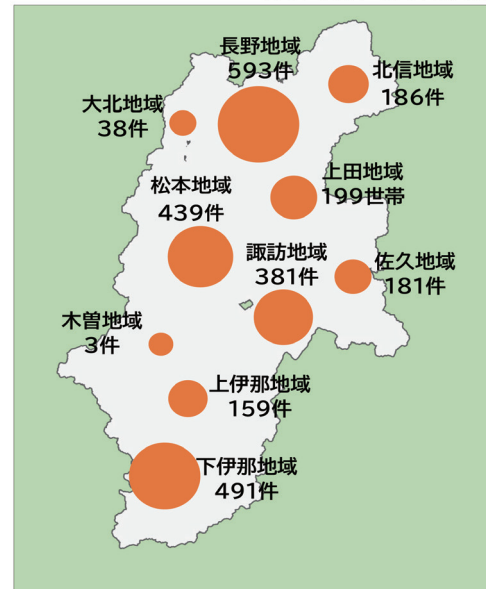 長野地域
593件
北信地域
186件
大北地域
38件
上田地域
199世帯
松本地域
439件
諏訪地域
381件
佐久地域
181件
木曽地域
3件
上伊那地域
159件
下伊那地域
491件